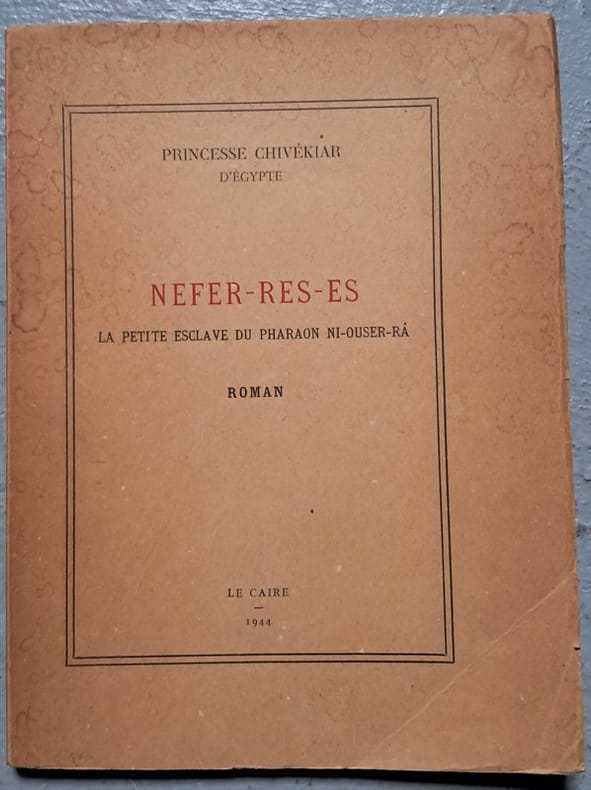 PRINCESSE CHIVÉKIAR
D'ÉGYPTE
NEFER-RES-ES
LA PETITE ESCLAVE DU PHARAON NI-OUSER-RÂ
ROMAN
LE CAIRE
—
1944